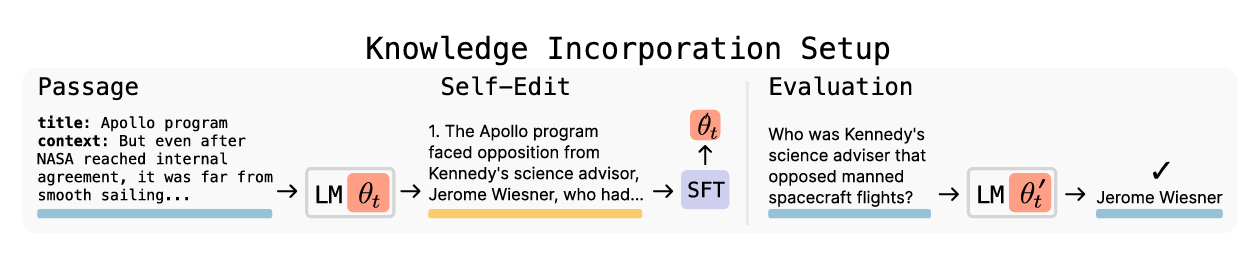 Knowledge Incorporation Setup
Passage
title: Apollo program
context: But even after
NASA reached internal
agreement, it was far from
smooth sailing...
LM θt
Self-Edit
1. The Apollo program
faced opposition from
Kennedy's science advisor,
Jerome Wiesner, who had...
θ̇t
SFT
Evaluation
Who was Kennedy's
science adviser that
opposed manned
spacecraft flights?
LM θ′t
✓
Jerome Wiesner